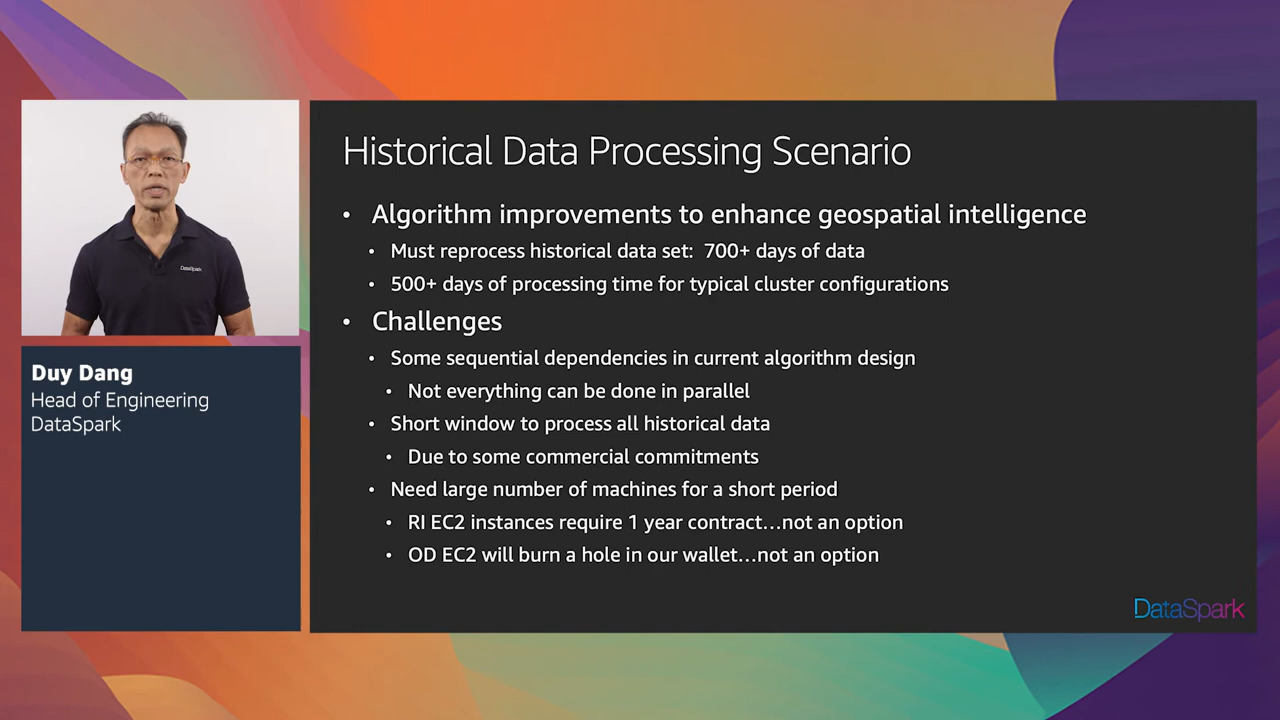 Historical Data Processing Scenario
• Algorithm improvements to enhance geospatial intelligence
• Must reprocess historical data set: 700+ days of data
• 500+ days of processing time for typical cluster configurations
• Challenges
• Some sequential dependencies in current algorithm design
• Not everything can be done in parallel
• Short window to process all historical data
• Due to some commercial commitments
• Need large number of machines for a short period
• RI EC2 instances require 1 year contract...not an option
• OD EC2 will burn a hole in our wallet...not an option
DataSpark
DataSpark
Duy Dang
Head of Engineering
DataSpark